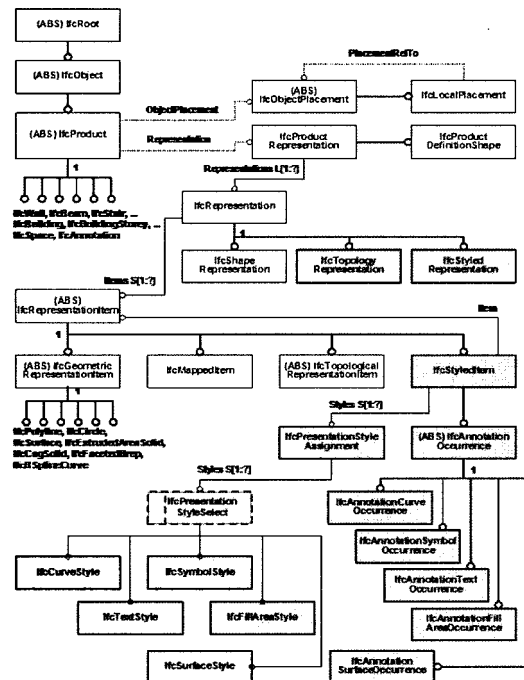 (ABS) IfcRoot
(ABS) IfcObject
(ABS) IfcProduct
ObjectPlacement
Representation
PlacementRelTo
(ABS)
IfcObjectPlacement
IfcLocalPlacement
IfcProduct
Representation
IfcProduct
DefinitionShape
1
IfcWall, IfcBeam, IfcStair, ...
IfcBuilding, IfcBuildingStorey, ...
IfcSpace, IfcAnnotation
Representations L[1:?]
IfcRepresentation
1
IfcShape
Representation
IfcTopology
Representation
IfcStyled
Representation
Items S[1:?]
(ABS)
IfcRepresentationItem
Item
1
(ABS) IfcGeometric
RepresentationItem
IfcMappedItem
(ABS) IfcTopological
RepresentationItem
IfcStyledItem
1
IfcPolyline, IfcCircle,
IfcSurface, IfcExtrudedAreaSolid,
IfcCsgSolid, IfcFacetedBrep,
IfcBSplineCurve
Styles S[1:?]
IfcPresentationStyle
Assignment
(ABS) IfcAnnotation
Occurrence
1
Styles S[1:?]
IfcPresentation
StyleSelect
IfcCurveStyle
IfcSymbolStyle
IfcTextStyle
IfcFillAreaStyle
IfcSurfaceStyle
IfcAnnotationCurve
Occurrence
IfcAnnotationSymbol
Occurrence
IfcAnnotationText
Occurrence
IfcAnnotationFill
AreaOccurrence
IfcAnnotation
SurfaceOccurrence